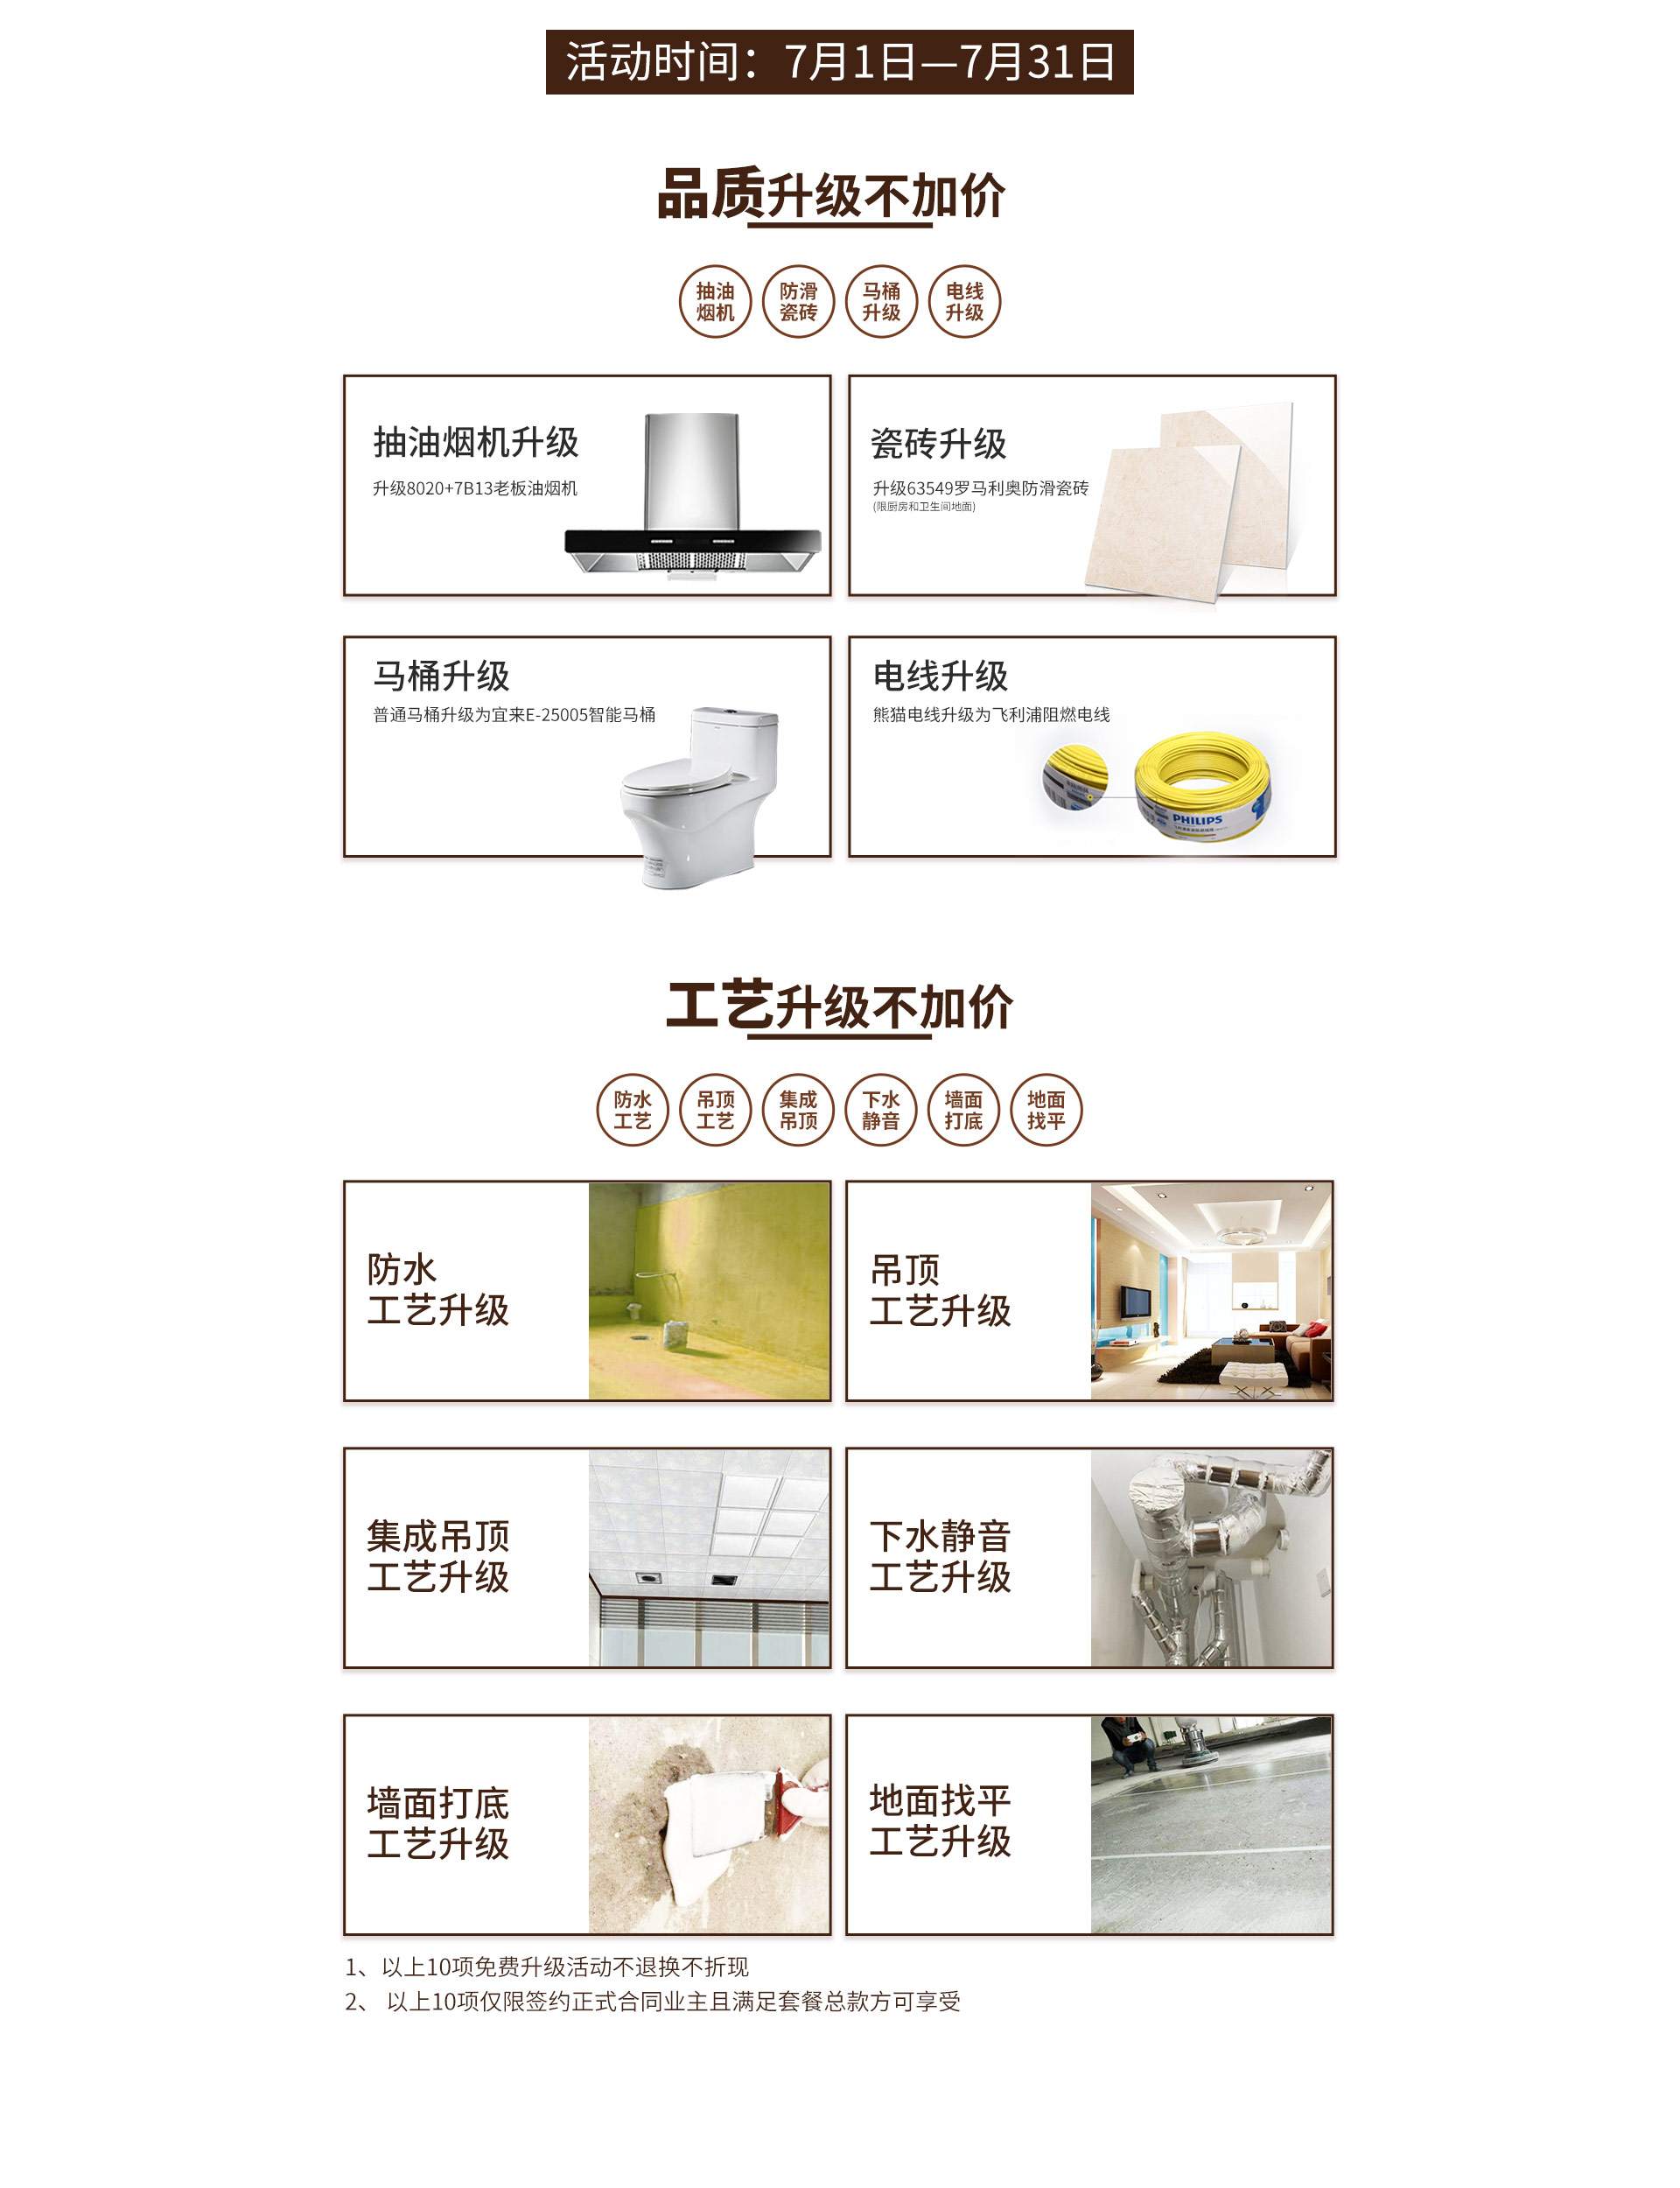 活动时间：7月1日—7月31日
品质升级不加价
抽油
烟机
防滑
瓷砖
马桶
升级
电线
升级
抽油烟机升级
升级8020+7B13老板油烟机
瓷砖升级
升级63549罗马利奥防滑瓷砖
(限厨房和卫生间地面)
马桶升级
普通马桶升级为宜来E-25005智能马桶
电线升级
熊猫电线升级为飞利浦阻燃电线
PHILIPS
工艺升级不加价
防水
工艺
吊顶
工艺
集成
吊顶
下水
静音
墙面
打底
地面
找平
防水
工艺升级
吊顶
工艺升级
集成吊顶
工艺升级
下水静音
工艺升级
墙面打底
工艺升级
地面找平
工艺升级
1、以上10项免费升级活动不退换不折现
2、 以上10项仅限签约正式合同业主且满足套餐总款方可享受